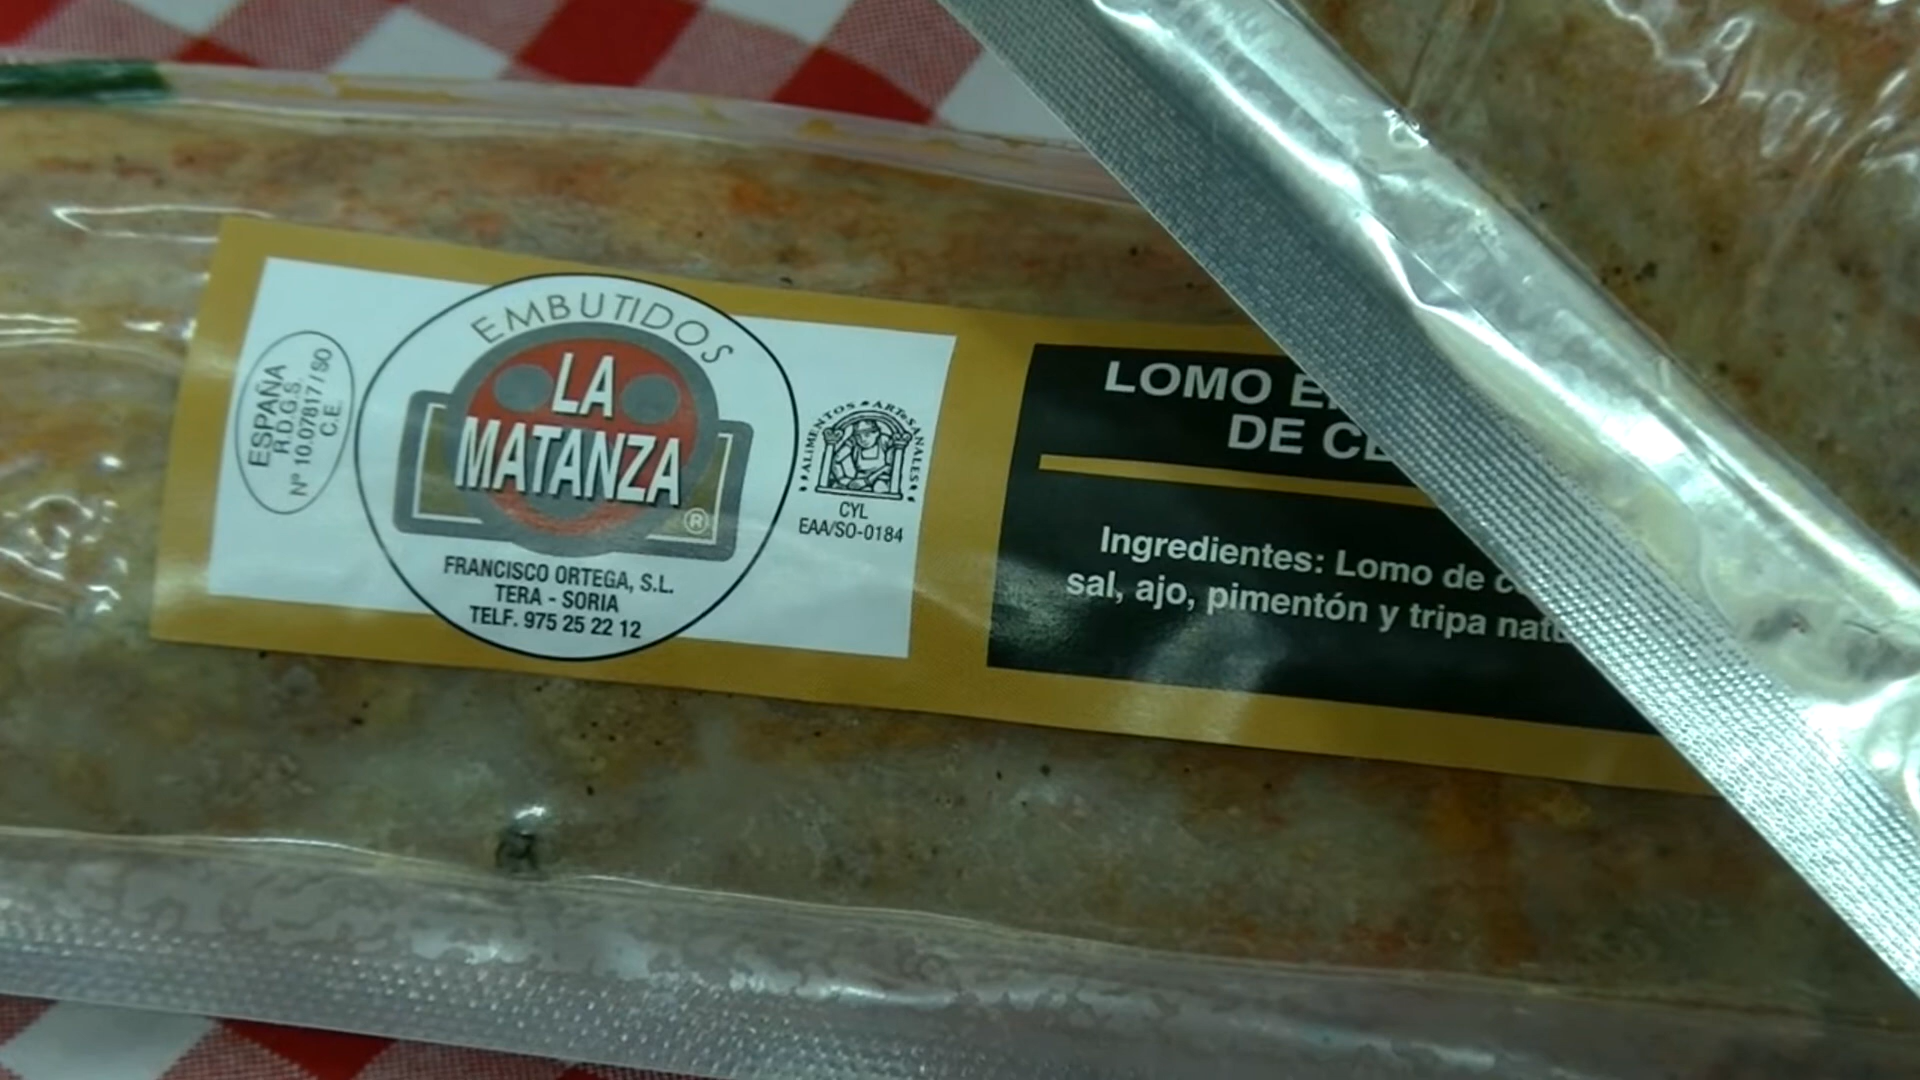 ESPAÑA
R.D.G.S.
Nº 10.07817/SO
C.E.
EMBUTIDOS
LA
MATANZA
®
FRANCISCO ORTEGA, S.L.
TERA - SORIA
TELF. 975 25 22 12
ALIMENTOS ARTESANALES
CYL
EAA/SO-0184
LOMO
DE
Ingredientes: Lomo de
sal, ajo, pimentón y tripa